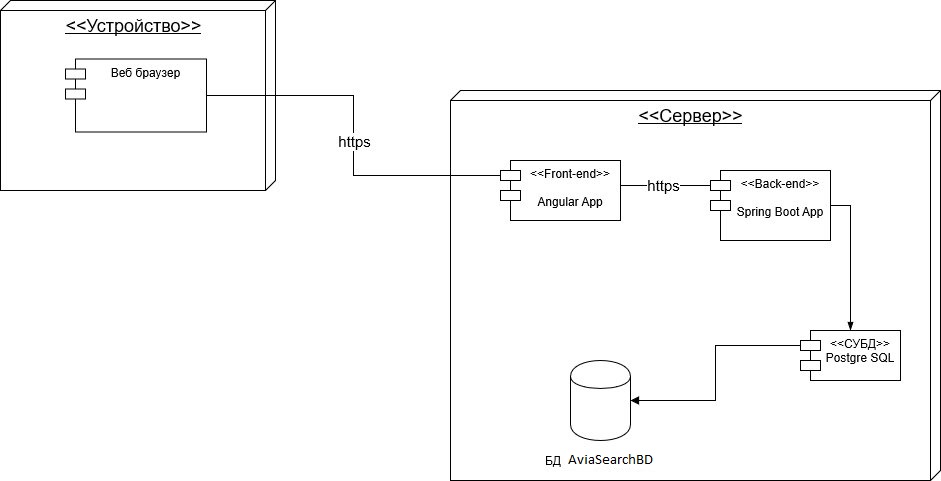 <<Устройство>>
Веб браузер
https
<<Сервер>>
<<Front-end>>
Angular App
https
<<Back-end>>
Spring Boot App
<<СУБД>>
Postgre SQL
БД AviaSearchBD